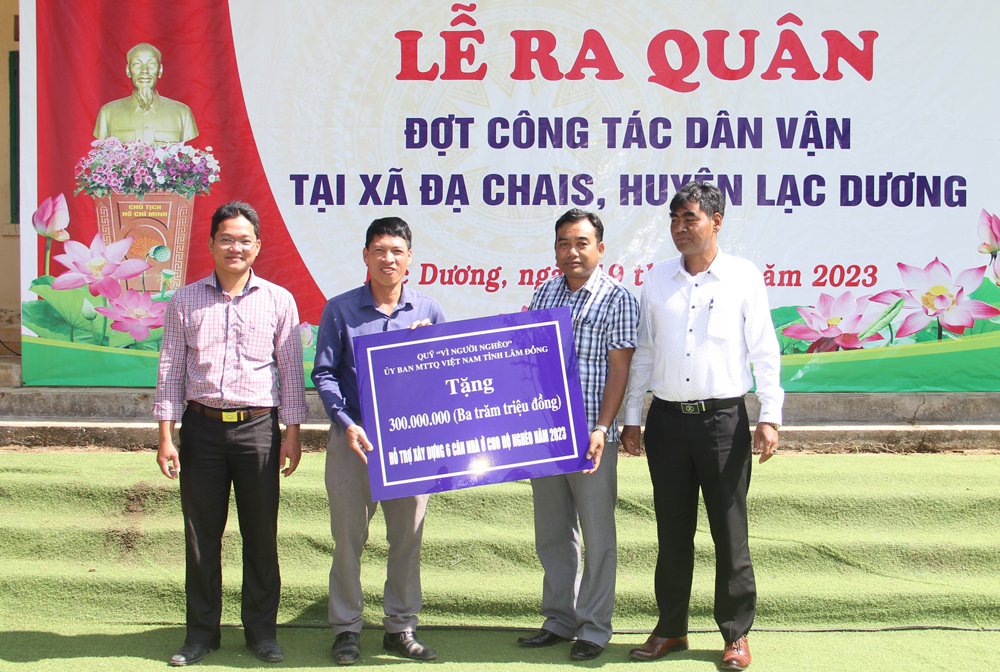 LỄ RA QUÂN
ĐỢT CÔNG TÁC DÂN VẬN
TẠI XÃ ĐẠ CHAIS, HUYỆN LẠC DƯƠNG
Dương, 9 năm 2023
CHỦ TỊCH
HỒ CHÍ MINH
QUỸ "VÌ NGƯỜI NGHÈO"
ỦY BAN MTTQ VIỆT NAM TỈNH LÂM ĐỒNG
Tặng
300.000.000 (Ba trăm triệu đồng)
HỖ TRỢ XÂY DỰNG 6 CĂN NHÀ Ở CHO HỘ NGHÈO NĂM 2023